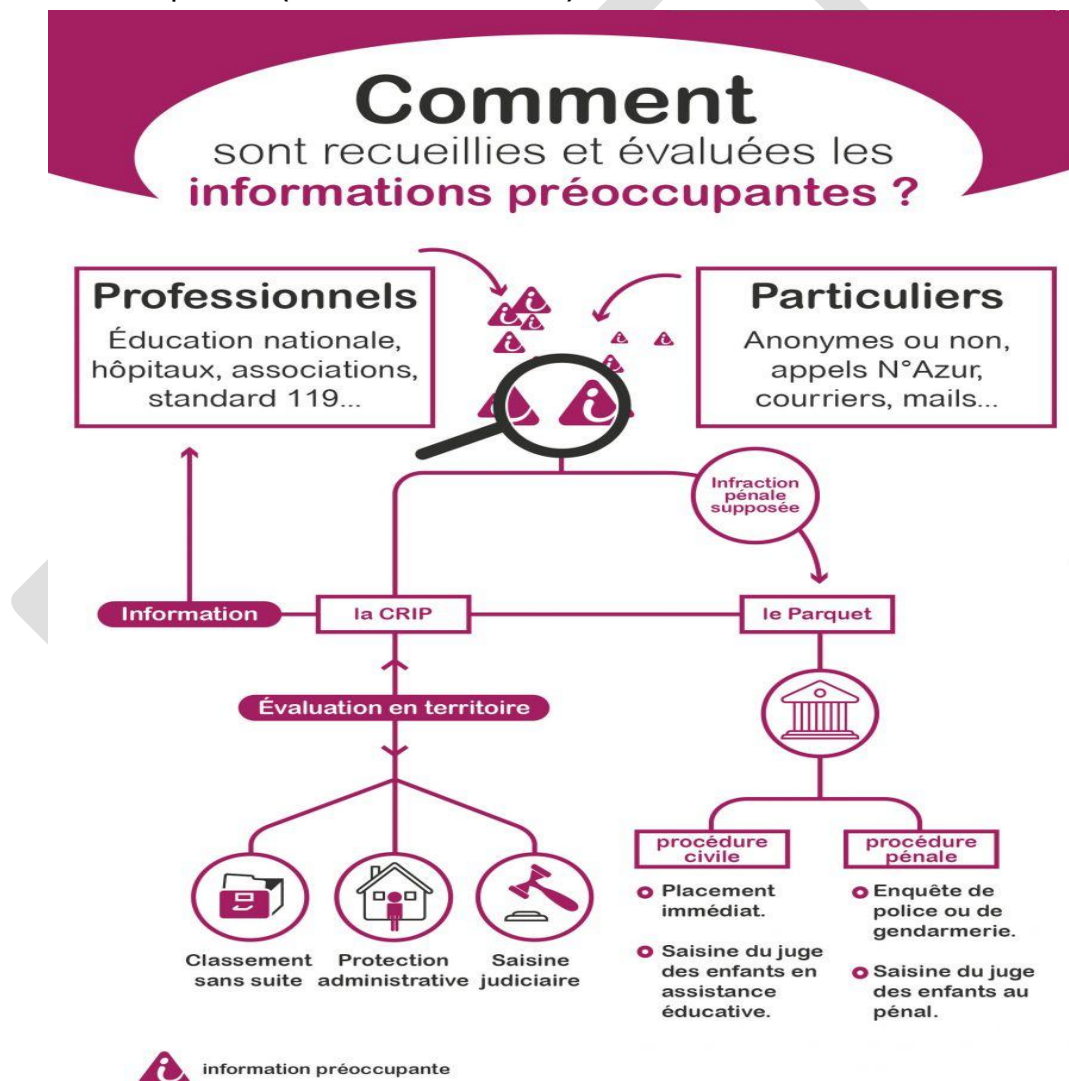 Comment
sont recueillies et évaluées les
informations préoccupantes ?
Professionnels
Éducation nationale,
hôpitaux, associations,
standard 119...
Particuliers
Anonymes ou non,
appels N°Azur,
courriers, mails...
Infraction
pénale
supposée
Information
la CRIP
le Parquet
Évaluation en territoire
Classement
sans suite
Protection
administrative
Saisine
judiciaire
procédure
civile
Placement
immédiat.
Saisine du juge
des enfants en
assistance
éducative.
procédure
pénale
Enquête de
police ou de
gendarmerie.
Saisine du juge
des enfants au
pénal.
information préoccupante